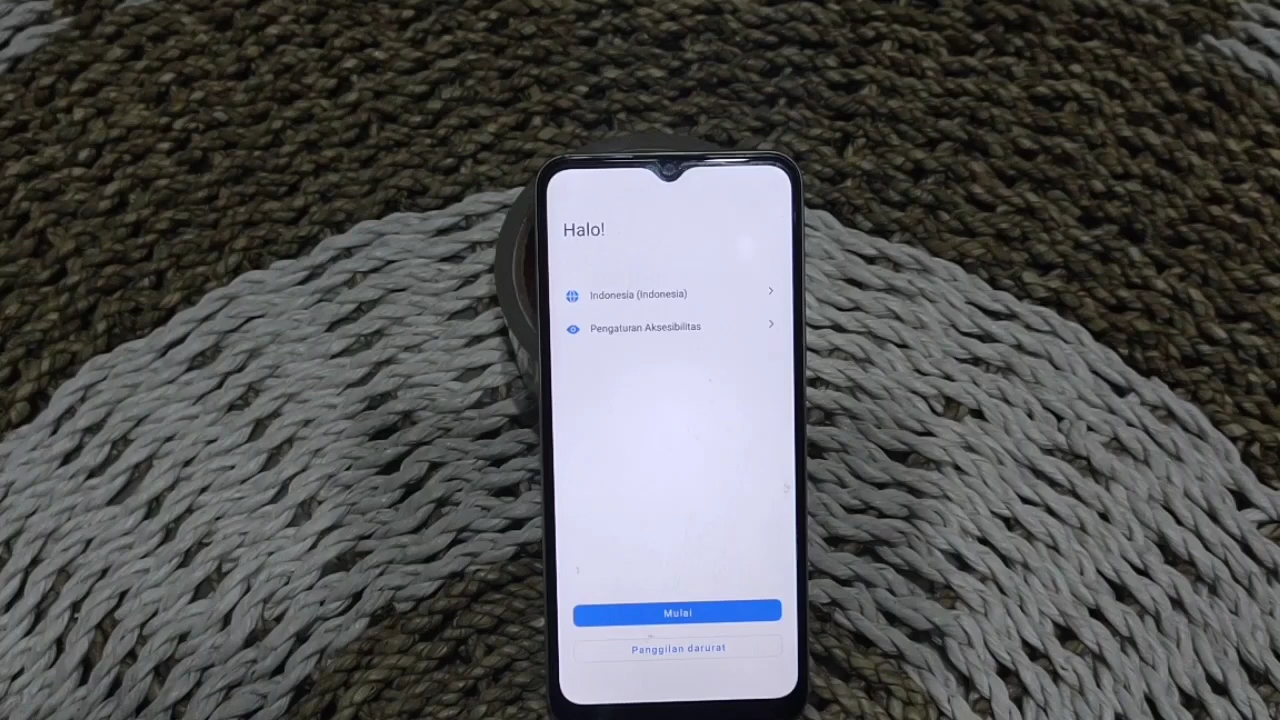 Halo!
Indonesia (Indonesia)
Pengaturan Aksesibilitas
Mulai
Panggilan darurat